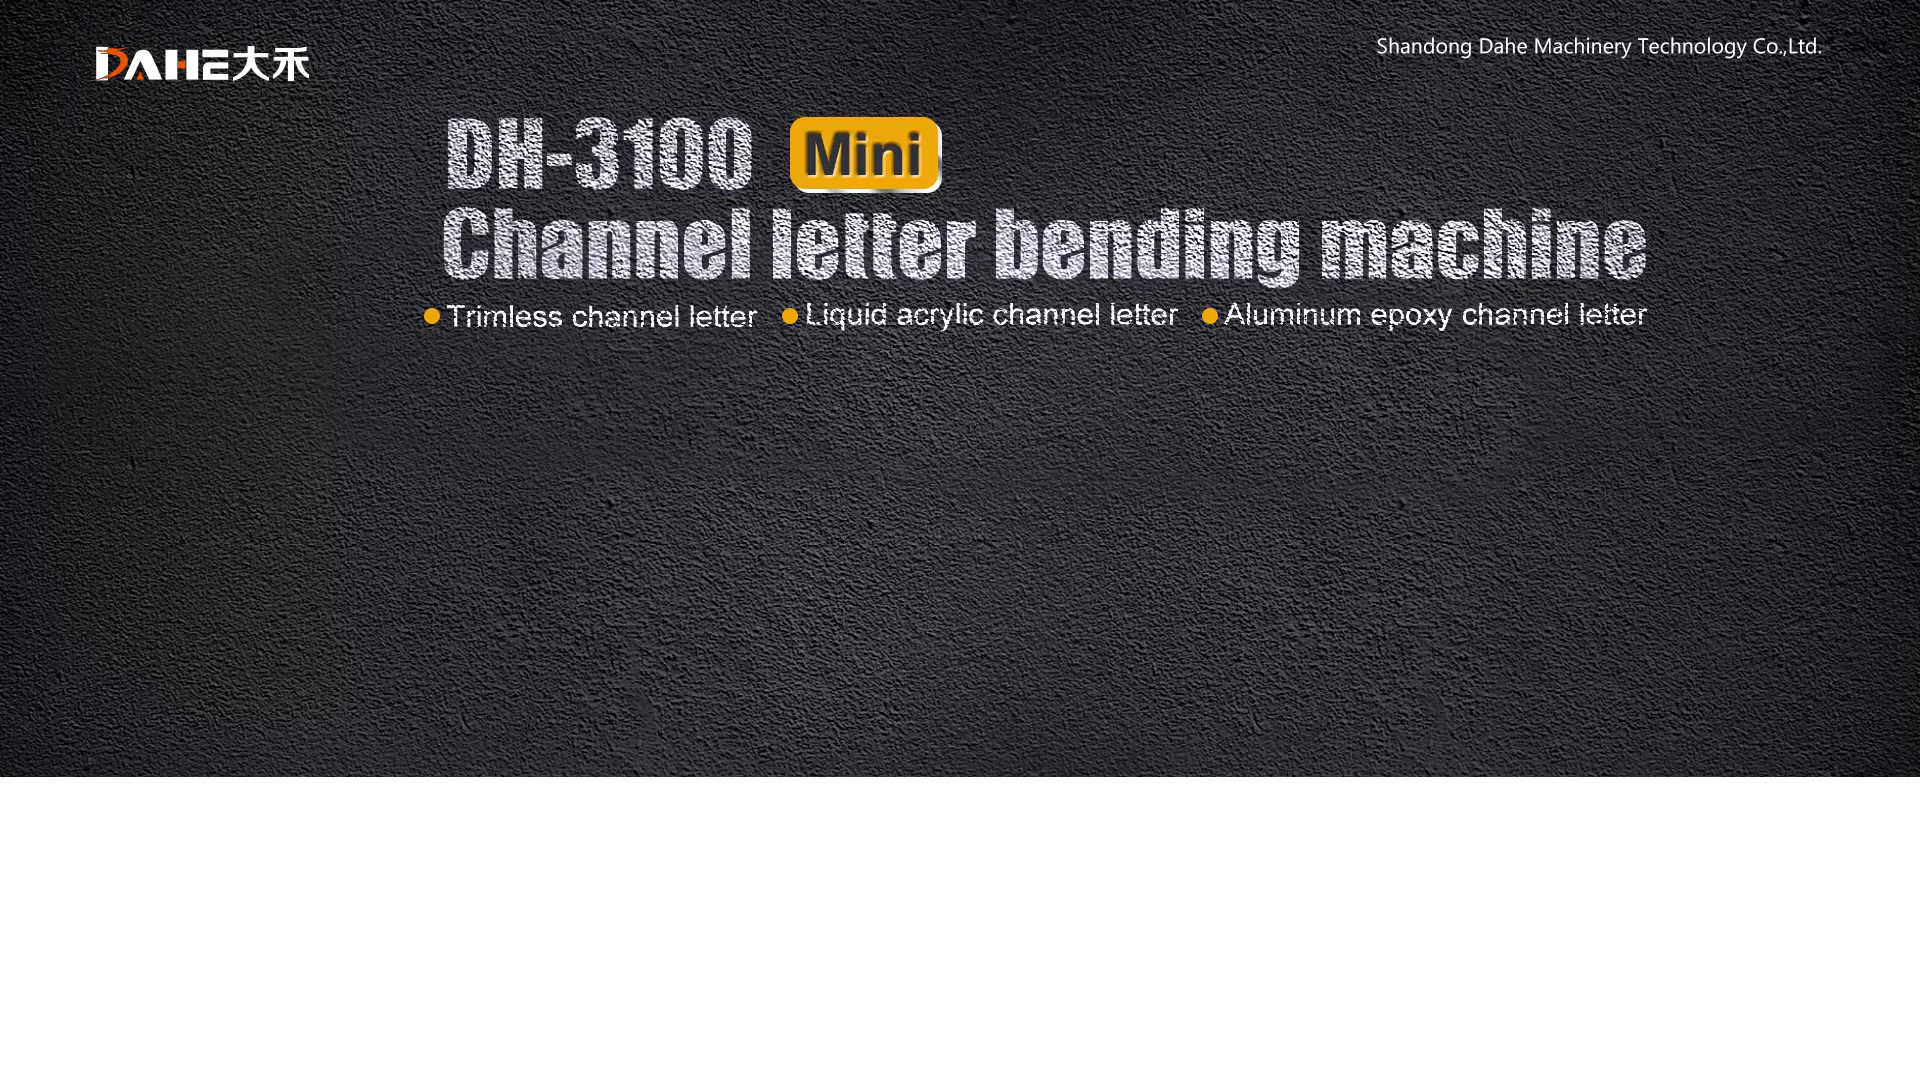 DAHE大禾
Shandong Dahe Machinery Technology Co.,Ltd.
DH-3100 Mini
Channel letter bending machine
Trimless channel letter
Liquid acrylic channel letter
Aluminum epoxy channel letter